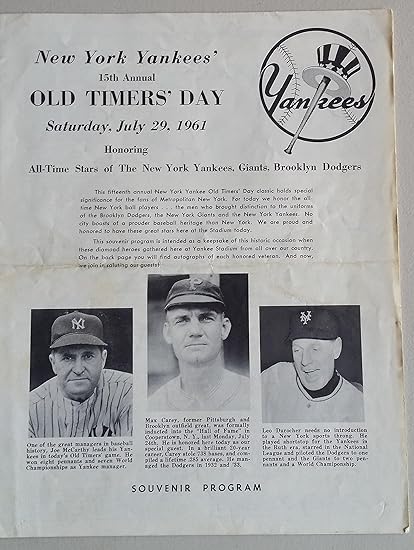 New York Yankees'
15th Annual
OLD TIMERS' DAY
Saturday, July 29, 1961
Honoring
All-Time Stars of The New York Yankees, Giants, Brooklyn Dodgers
Yankees
This fifteenth annual New York Yankee Old Timers' Day classic holds special
significance for the fans of Metropolitan New York. For today we honor the all-
time New York ball players . . . the men who brought distinction to the uniforms
of the Brooklyn Dodgers, the New York Giants and the New York Yankees. No
city boasts of a prouder baseball heritage than New York. We are proud and
honored to have these great stars here at the Stadium today.
This souvenir program is intended as a keepsake of this historic occasion when
these diamond heroes gathered here at Yankee Stadium from all over our country.
On the back page you will find autographs of each honored veteran. And now,
we join in saluting our guests!
NY
P
NY
One of the great managers in baseball
history, Joe McCarthy leads his Yan-
kees in today's Old Timers' game. He
won eight pennants and seven World
Championships as Yankee manager.
Max Carey, former Pittsburgh and
Brooklyn outfield great, was formally
inducted into the "Hall of Fame" in
Cooperstown, N. Y., last Monday, July
24th. He is honored here today as our
special guest. In a brilliant 20-year
career, Carey stole 738 bases, and com-
piled a lifetime .285 average. He man-
aged the Dodgers in 1932 and '33.
Leo Durocher needs no introduction
to a New York sports throng. He
played shortstop for the Yankees in
the Ruth era, starred in the National
League and piloted the Dodgers to one
pennant and the Giants to two pen-
nants and a World Championship.
SOUVENIR PROGRAM